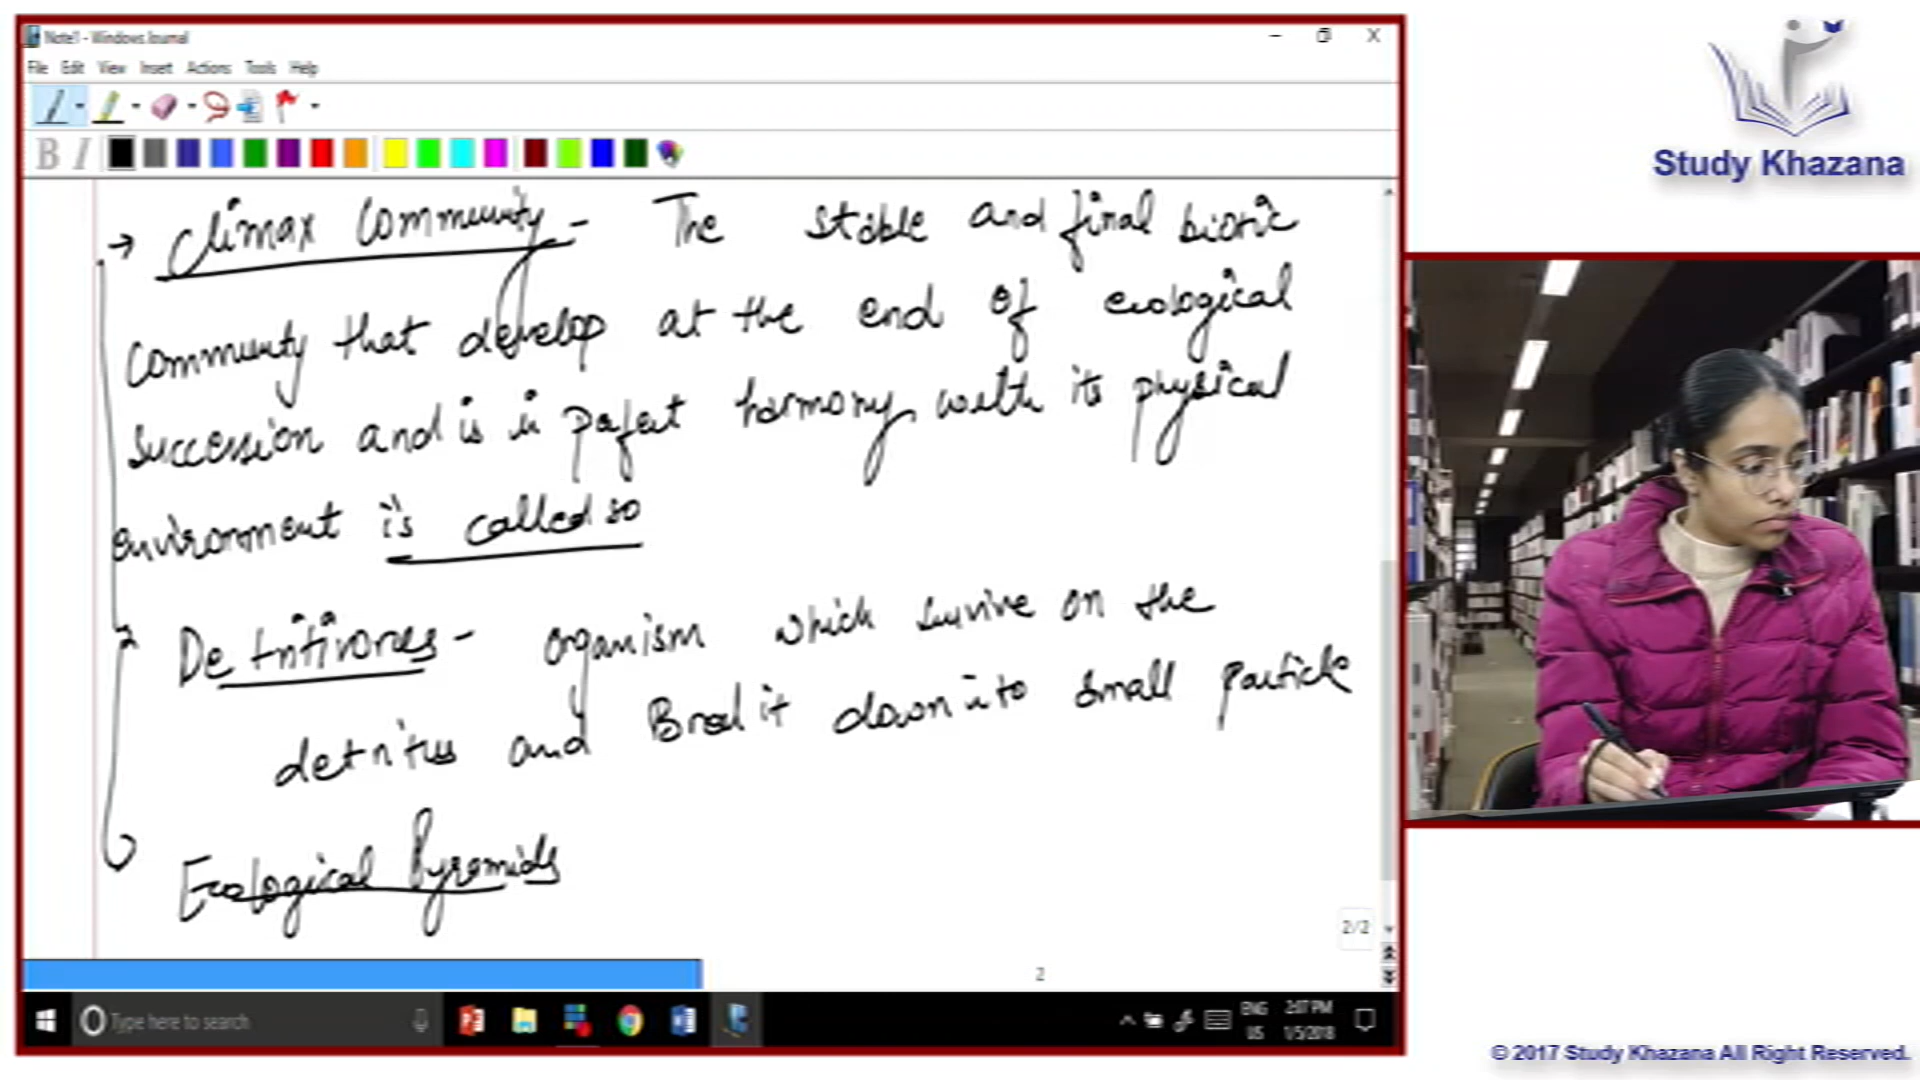 Note1 - Windows Journal
File Edit View Insert Actions Tools Help
B I
Study Khazana
→ Climax Community - The stable and final biotic
community that develop at the end of ecological
succession and is in pefect harmony with its physical
environment is called so
Detritivores - organism which survive on the
detritus and Break it down into small Particle
Ecological Pyramids
2/2
2
Type here to search
ENG
US
2:07 PM
1/5/2018
© 2017 Study Khazana All Right Reserved.